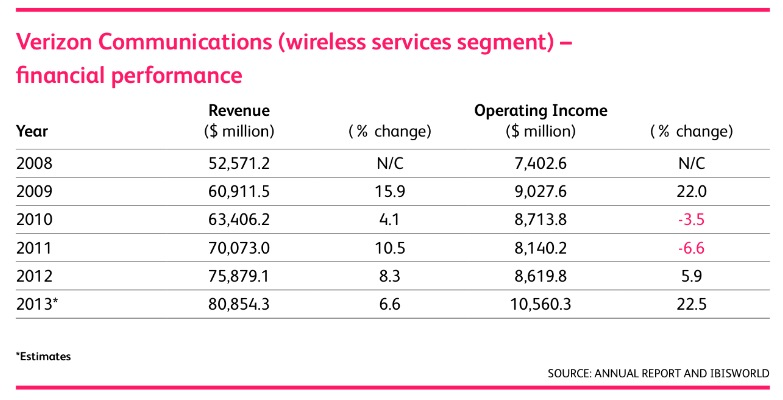 Verizon Communications (wireless services segment) –
financial performance
Revenue Operating Income
Year ($ million) ( % change) ($ million) ( % change)
2008 52,571.2 N/C 7,402.6 N/C
2009 60,911.5 15.9 9,027.6 22.0
2010 63,406.2 4.1 8,713.8 -3.5
2011 70,073.0 10.5 8,140.2 -6.6
2012 75,879.1 8.3 8,619.8 5.9
2013* 80,854.3 6.6 10,560.3 22.5
*Estimates
SOURCE: ANNUAL REPORT AND IBISWORLD